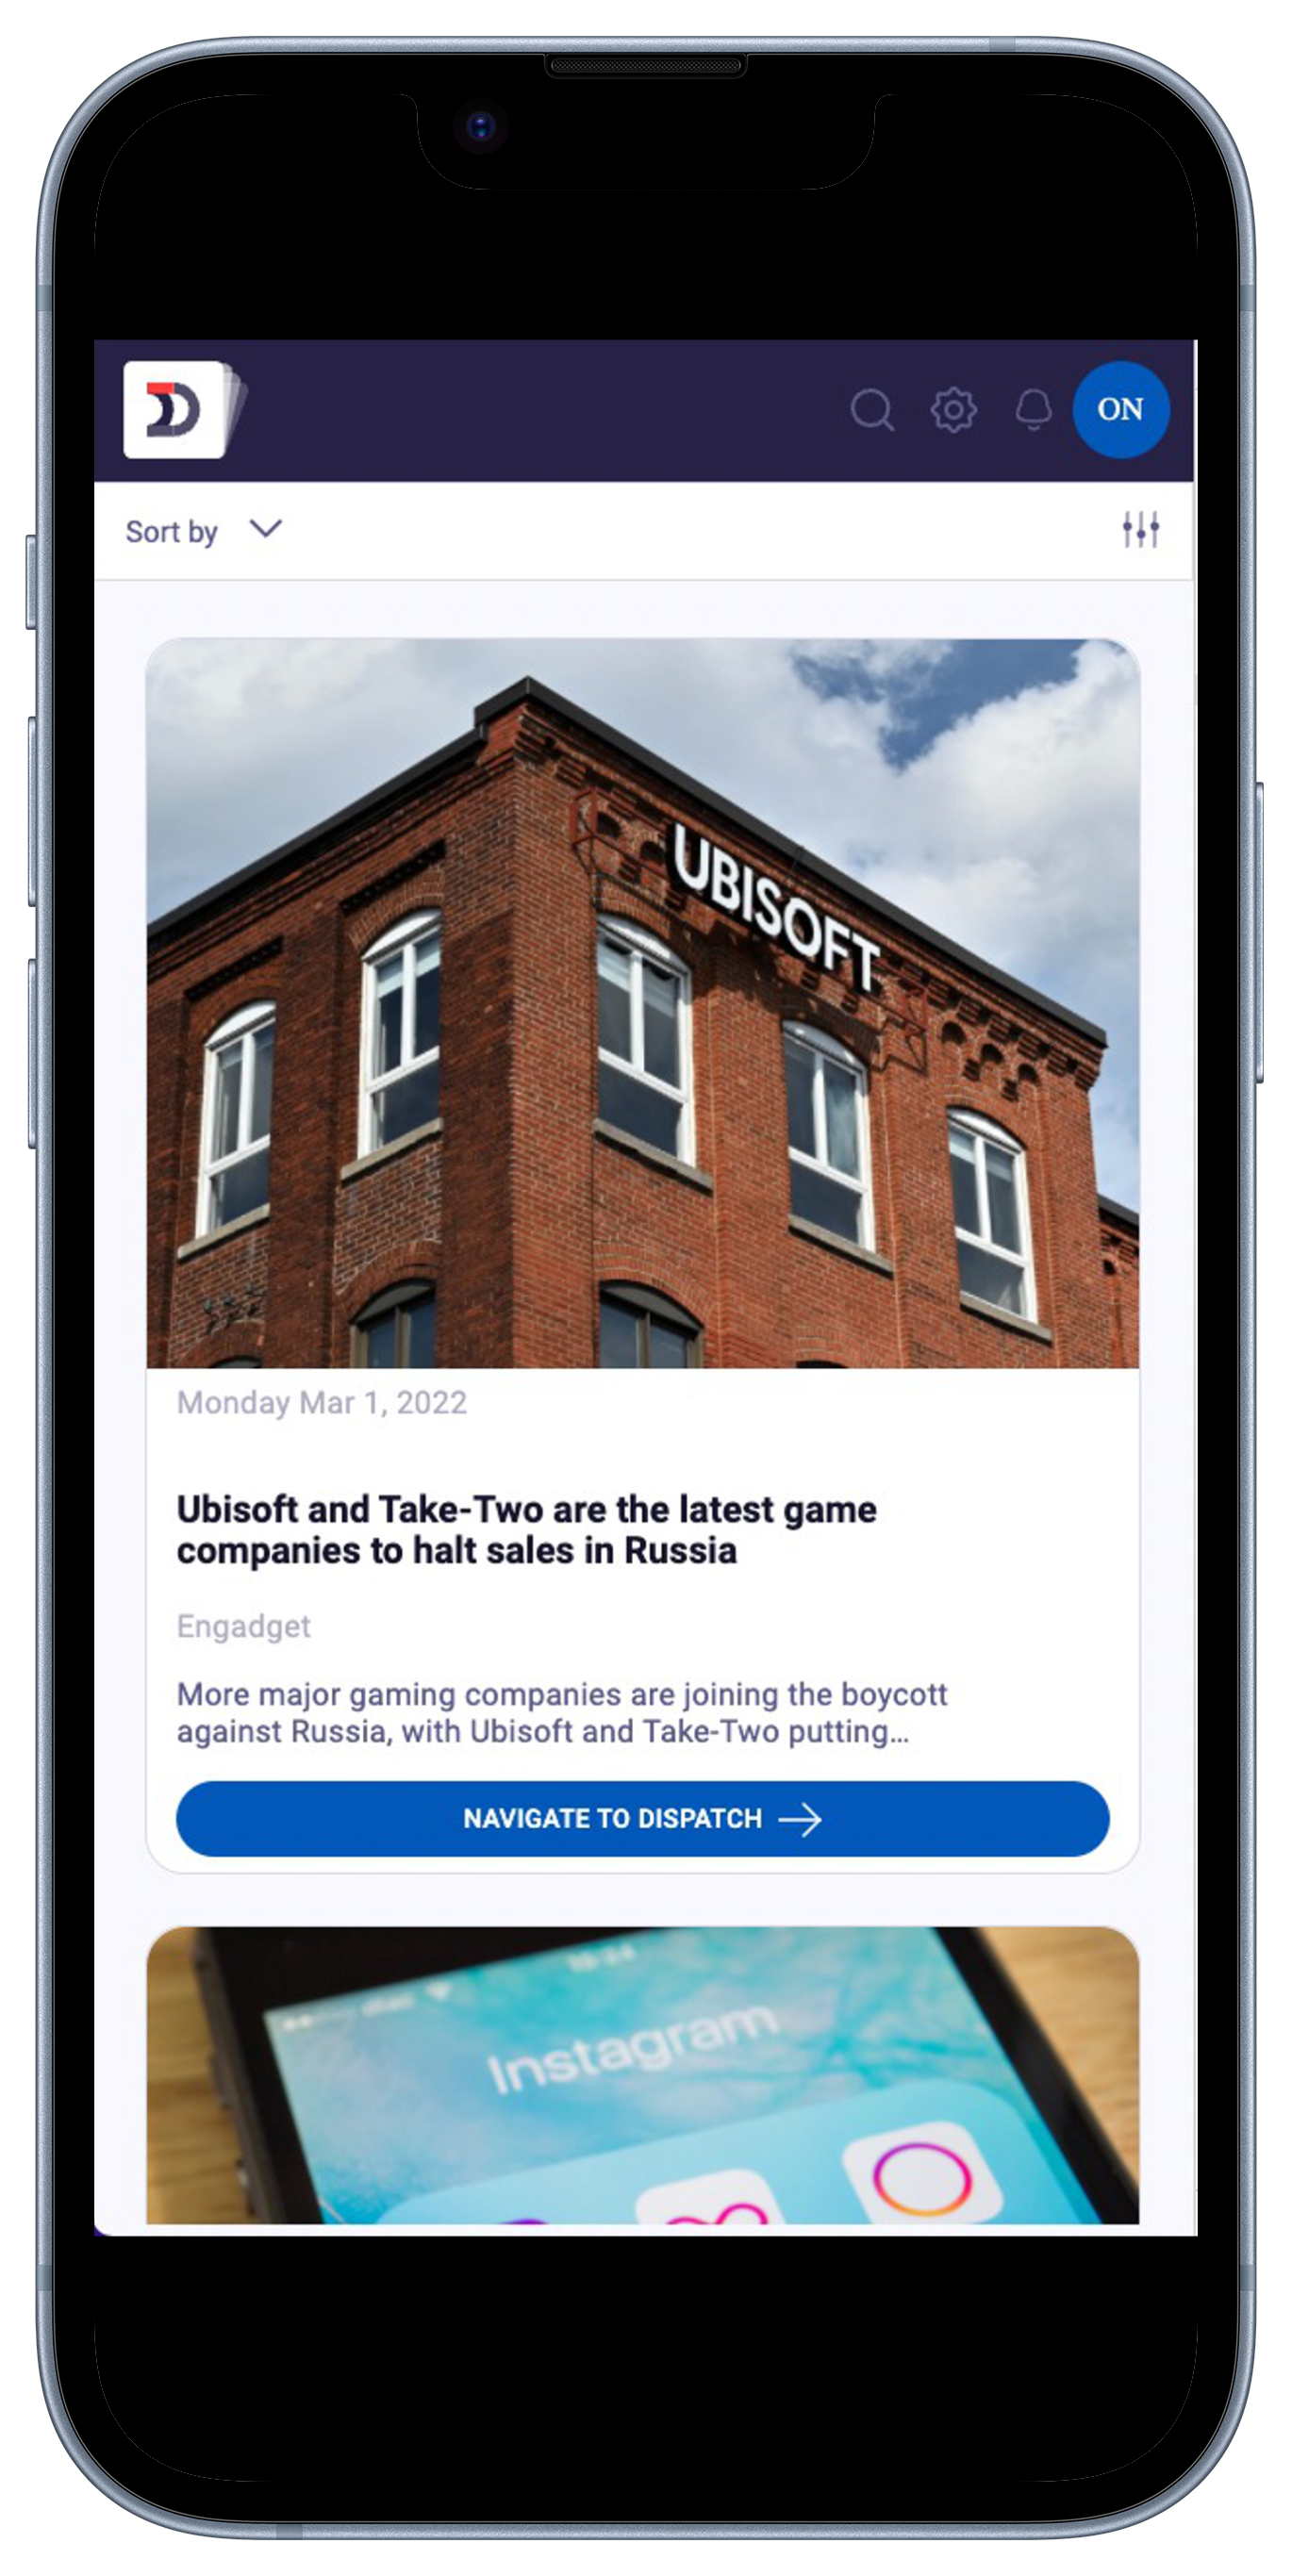 D
ON
Sort by
UBISOFT
Monday Mar 1, 2022
Ubisoft and Take-Two are the latest game
companies to halt sales in Russia
Engadget
More major gaming companies are joining the boycott
against Russia, with Ubisoft and Take-Two putting...
NAVIGATE TO DISPATCH
Instagram